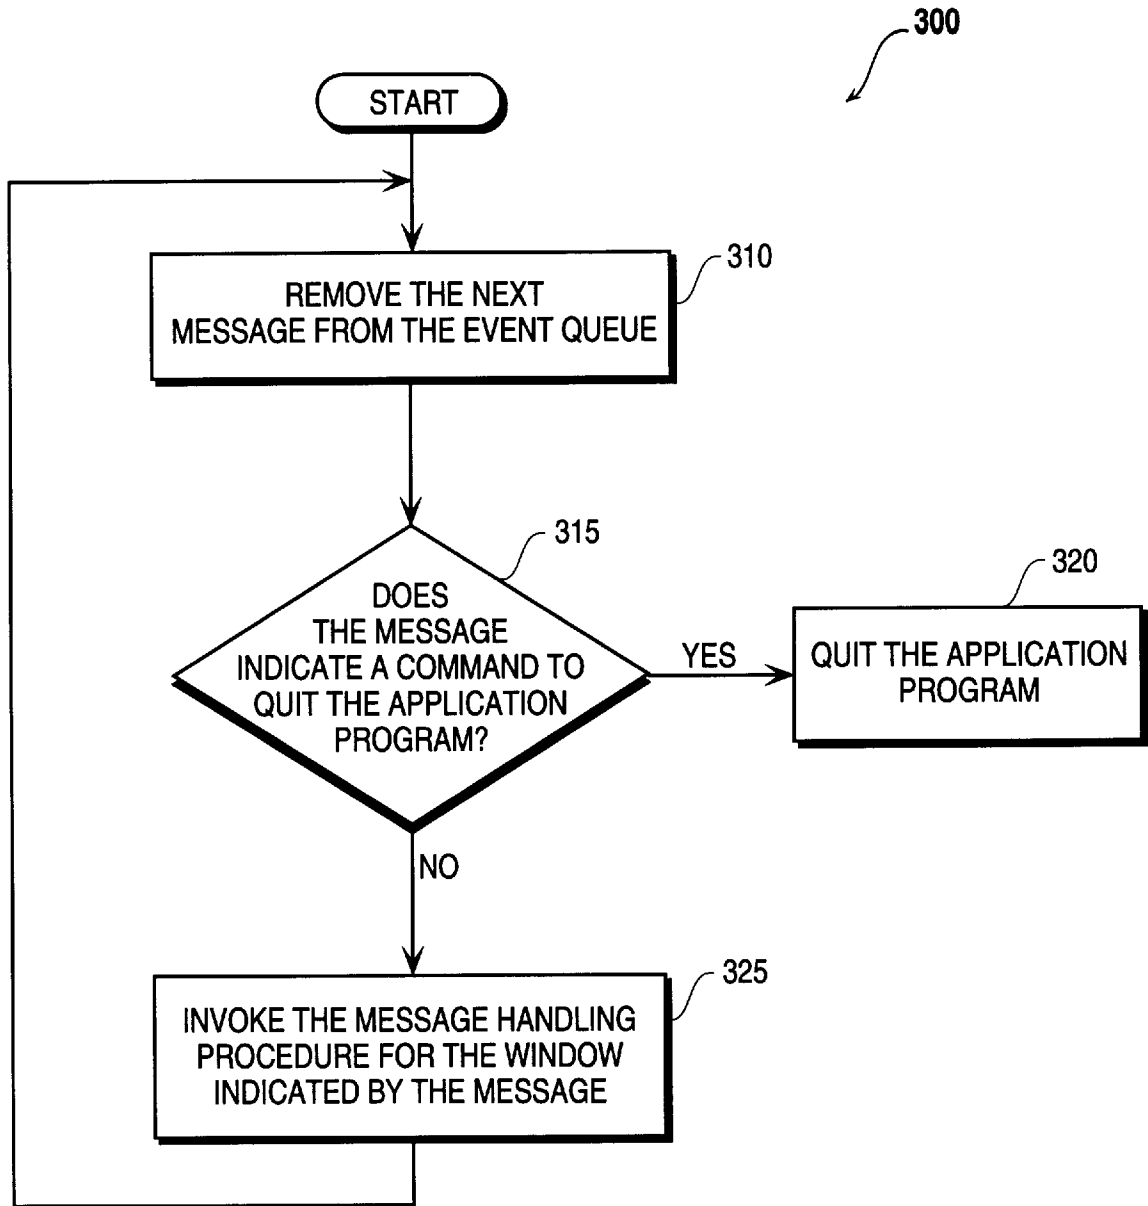 300
START
310
REMOVE THE NEXT
MESSAGE FROM THE EVENT QUEUE
315
DOES
THE MESSAGE
INDICATE A COMMAND TO
QUIT THE APPLICATION
PROGRAM?
YES
320
QUIT THE APPLICATION
PROGRAM
NO
325
INVOKE THE MESSAGE HANDLING
PROCEDURE FOR THE WINDOW
INDICATED BY THE MESSAGE